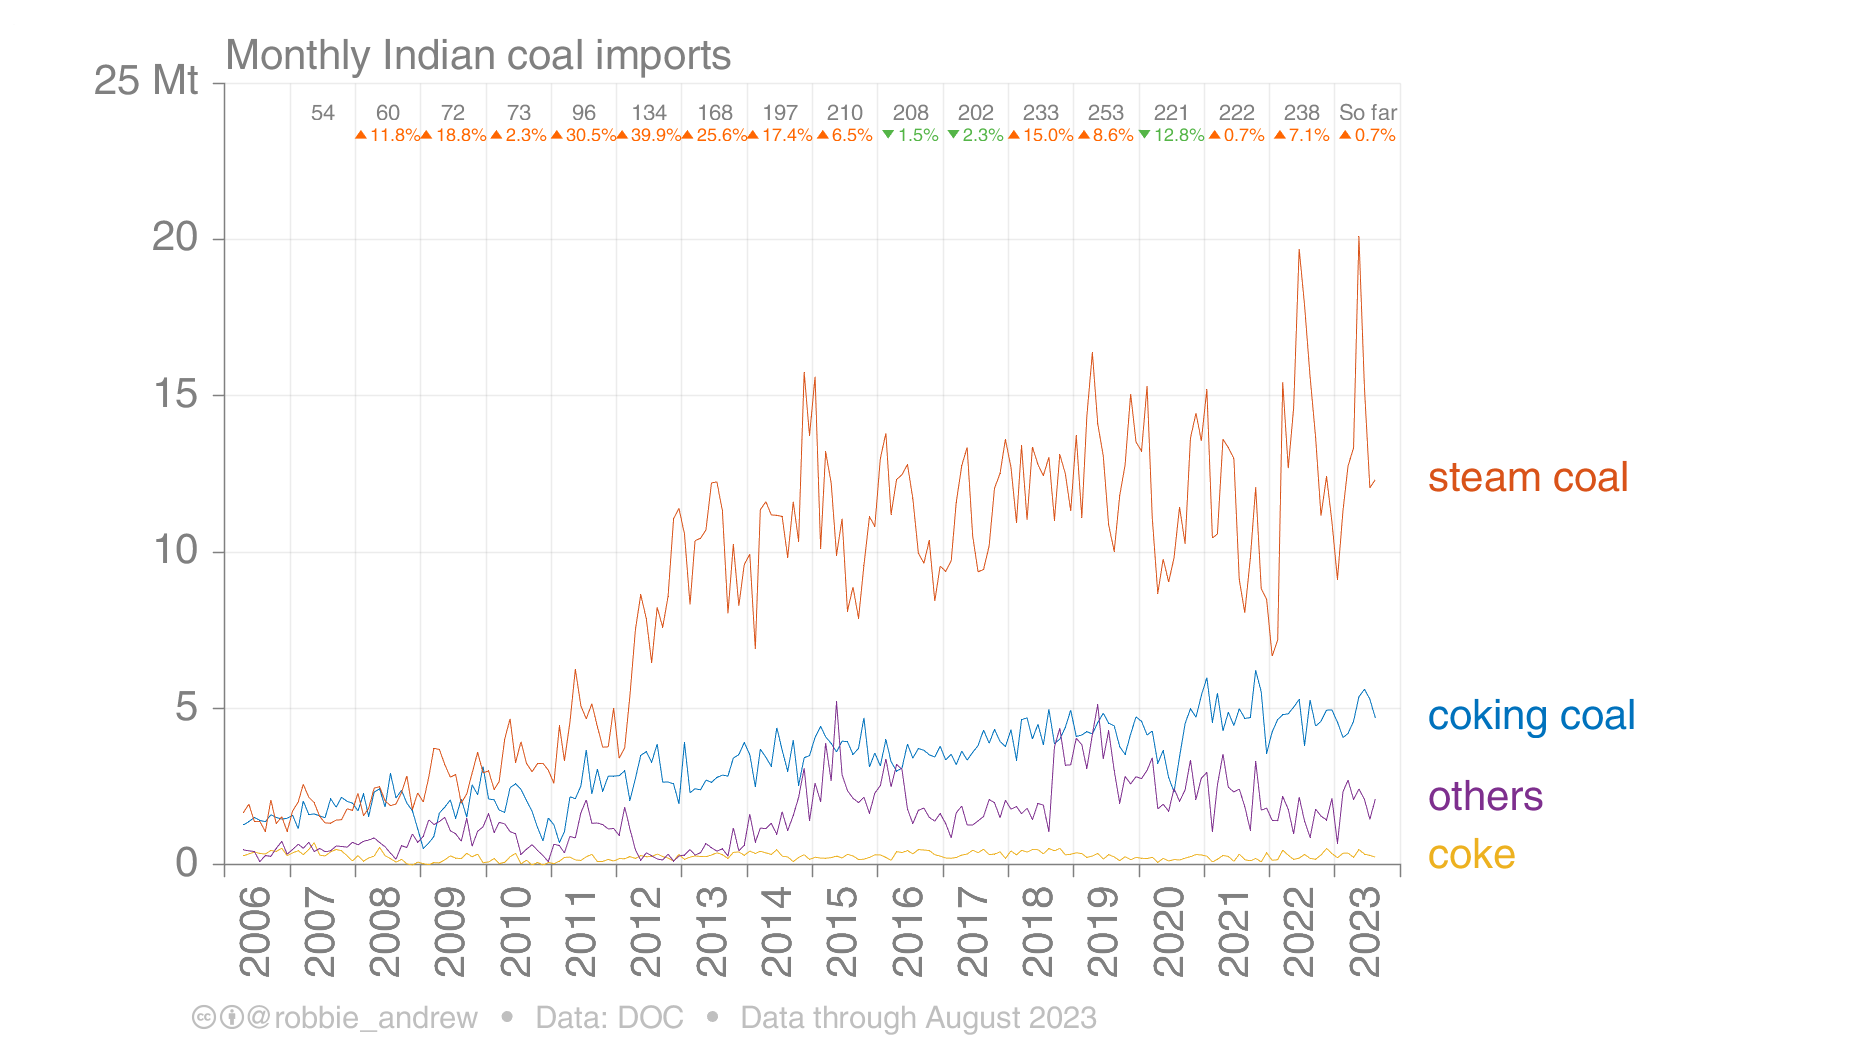 Monthly Indian coal imports
25 Mt
54 60 72 73 96 134 168 197 210 208 202 233 253 221 222 238 So far
▲ 11.8% ▲ 18.8% ▲ 2.3% ▲ 30.5% ▲ 39.9% ▲ 25.6% ▲ 17.4% ▲ 6.5% ▼ 1.5% ▼ 2.3% ▲ 15.0% ▲ 8.6% ▼ 12.8% ▲ 0.7% ▲ 7.1% ▲ 0.7%
20
15
steam coal
10
5
coking coal
others
coke
0
2006 2007 2008 2009 2010 2011 2012 2013 2014 2015 2016 2017 2018 2019 2020 2021 2022 2023
@robbie_andrew • Data: DOC • Data through August 2023